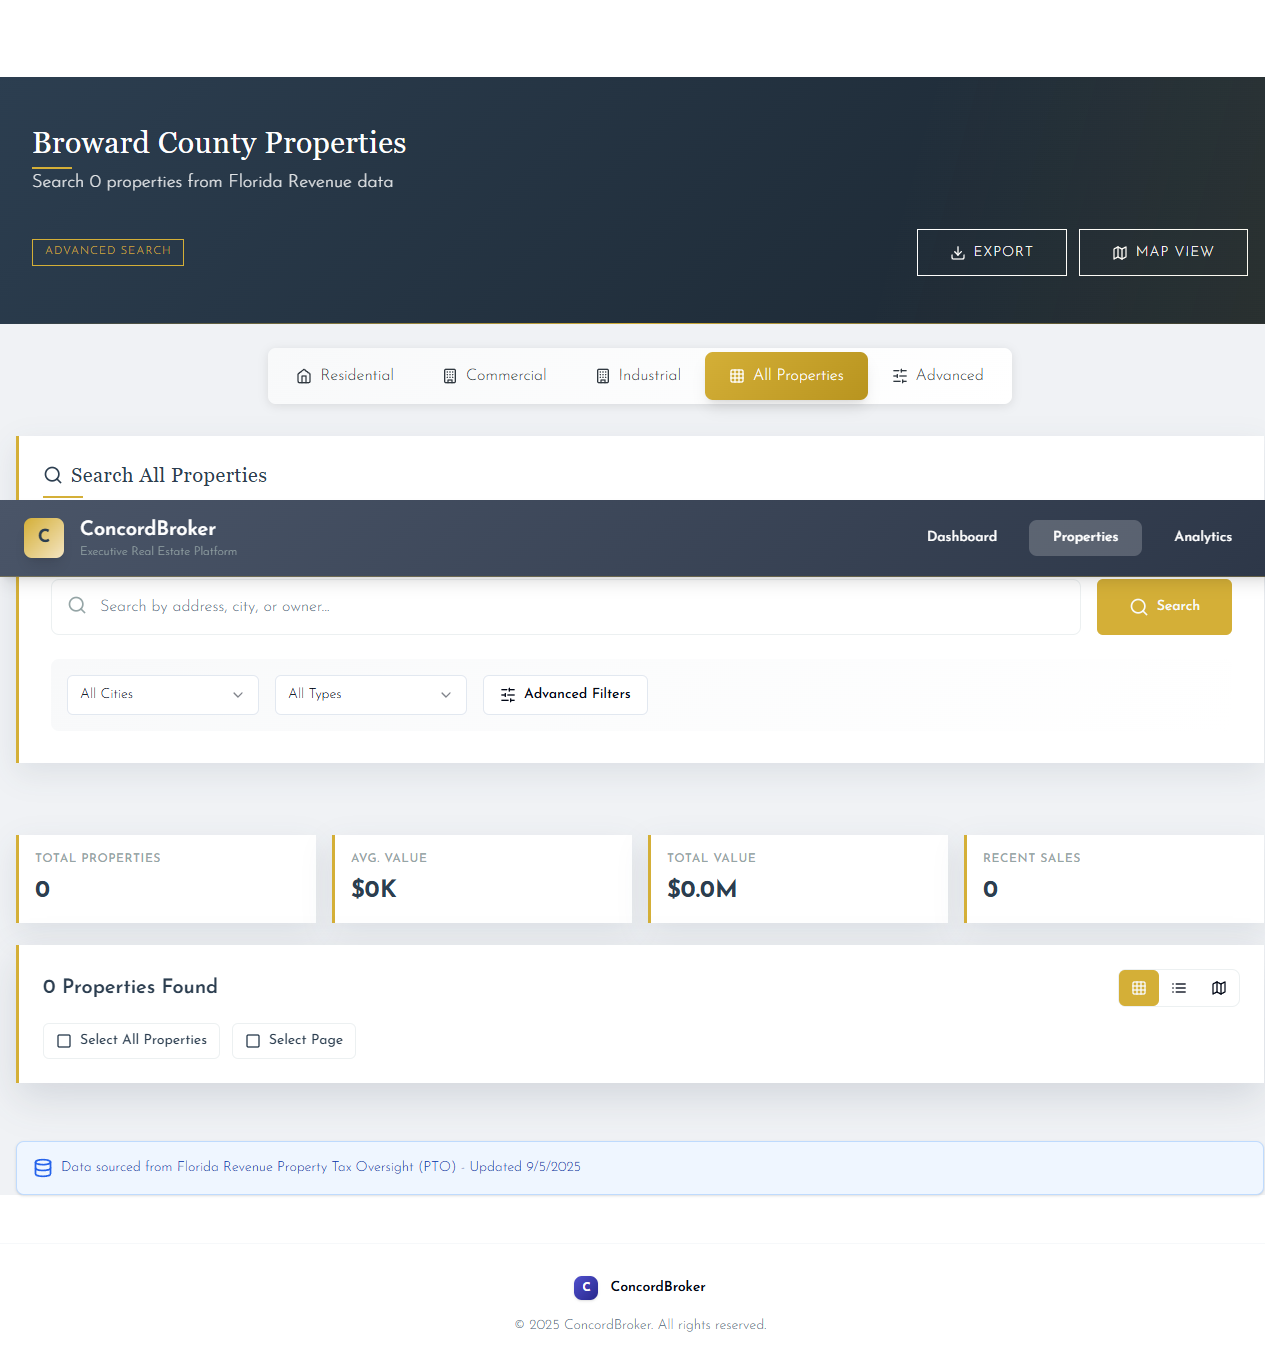 Broward County Properties
Search 0 properties from Florida Revenue data
ADVANCED SEARCH
EXPORT
MAP VIEW
Residential
Commercial
Industrial
All Properties
Advanced
Search All Properties
C
ConcordBroker
Executive Real Estate Platform
Dashboard
Properties
Analytics
Search by address, city, or owner...
Search
All Cities
All Types
Advanced Filters
TOTAL PROPERTIES
0
AVG. VALUE
$0K
TOTAL VALUE
$0.0M
RECENT SALES
0
0 Properties Found
Select All Properties
Select Page
Data sourced from Florida Revenue Property Tax Oversight (PTO) - Updated 9/5/2025
C
ConcordBroker
© 2025 ConcordBroker. All rights reserved.